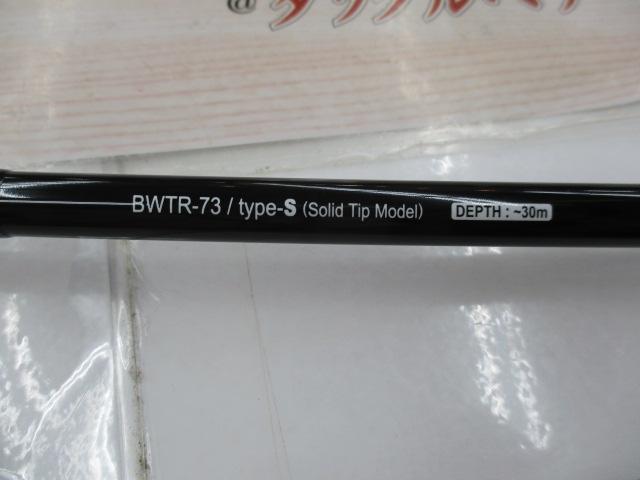 BWTR-73 / type-S (Solid Tip Model) DEPTH : ~30m